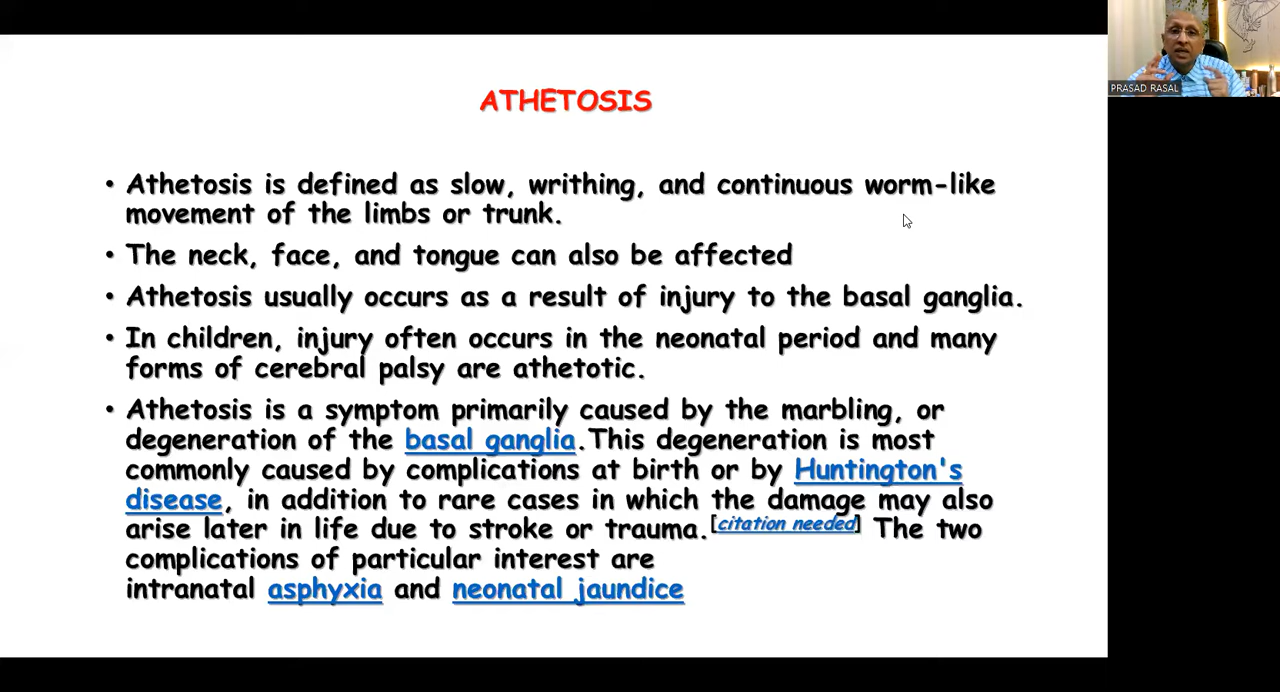 ATHETOSIS
PRASAD RASAL
• Athetosis is defined as slow, writhing, and continuous worm-like
movement of the limbs or trunk.
• The neck, face, and tongue can also be affected
• Athetosis usually occurs as a result of injury to the basal ganglia.
• In children, injury often occurs in the neonatal period and many
forms of cerebral palsy are athetotic.
• Athetosis is a symptom primarily caused by the marbling, or
degeneration of the basal ganglia.This degeneration is most
commonly caused by complications at birth or by Huntington's
disease, in addition to rare cases in which the damage may also
arise later in life due to stroke or trauma.[citation needed] The two
complications of particular interest are
intranatal asphyxia and neonatal jaundice